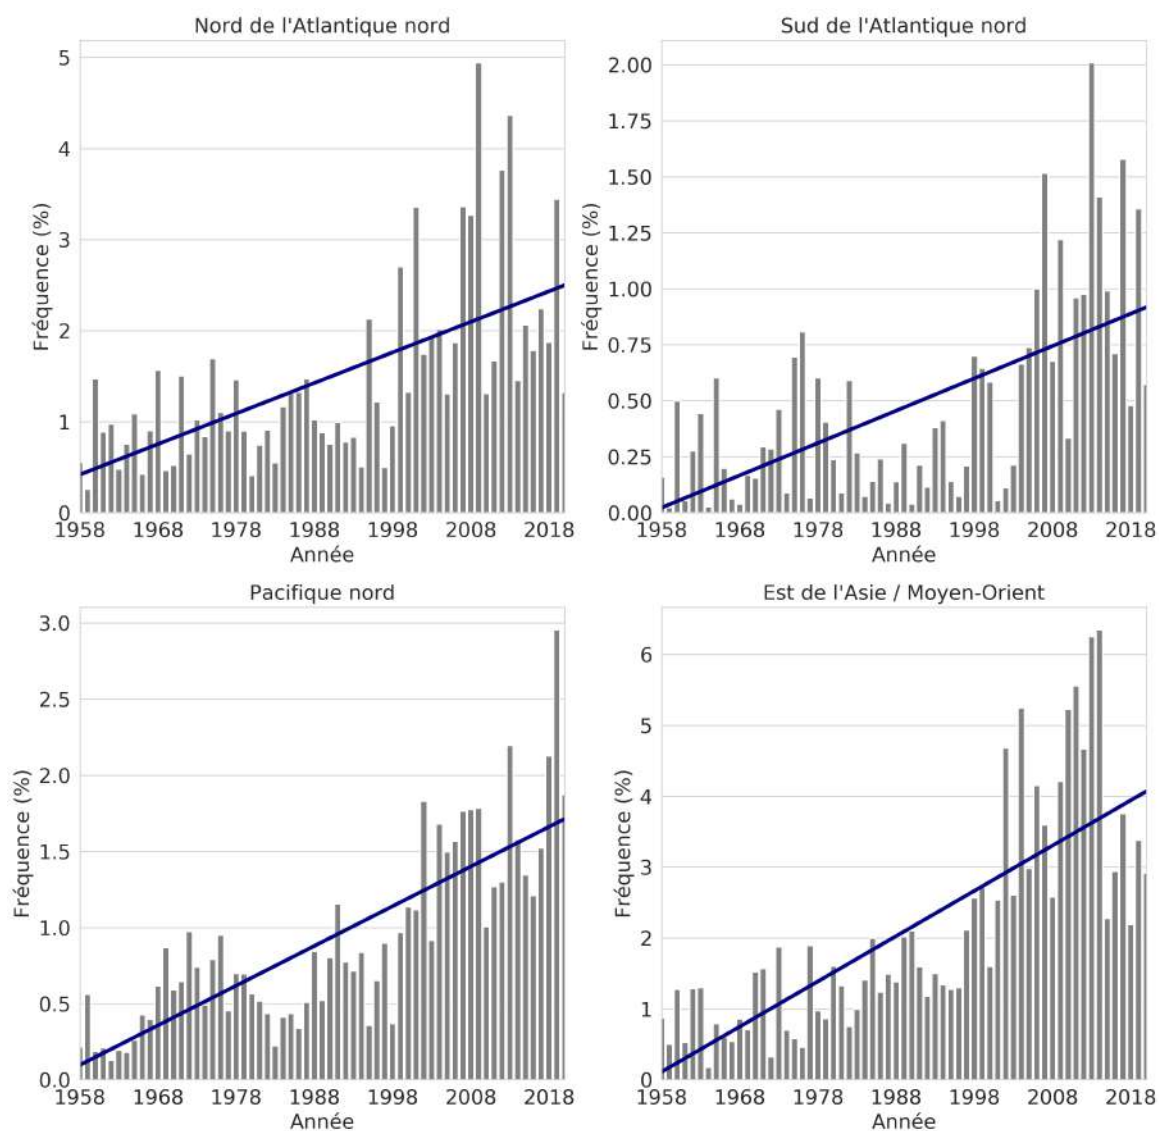 Nord de l'Atlantique nord
Fréquence (%)
5
4
3
2
1
0
1958 1968 1978 1988 1998 2008 2018
Année
Sud de l'Atlantique nord
Fréquence (%)
2.00
1.75
1.50
1.25
1.00
0.75
0.50
0.25
0.00
1958 1968 1978 1988 1998 2008 2018
Année
Pacifique nord
Fréquence (%)
3.0
2.5
2.0
1.5
1.0
0.5
0.0
1958 1968 1978 1988 1998 2008 2018
Année
Est de l'Asie / Moyen-Orient
Fréquence (%)
6
5
4
3
2
1
0
1958 1968 1978 1988 1998 2008 2018
Année